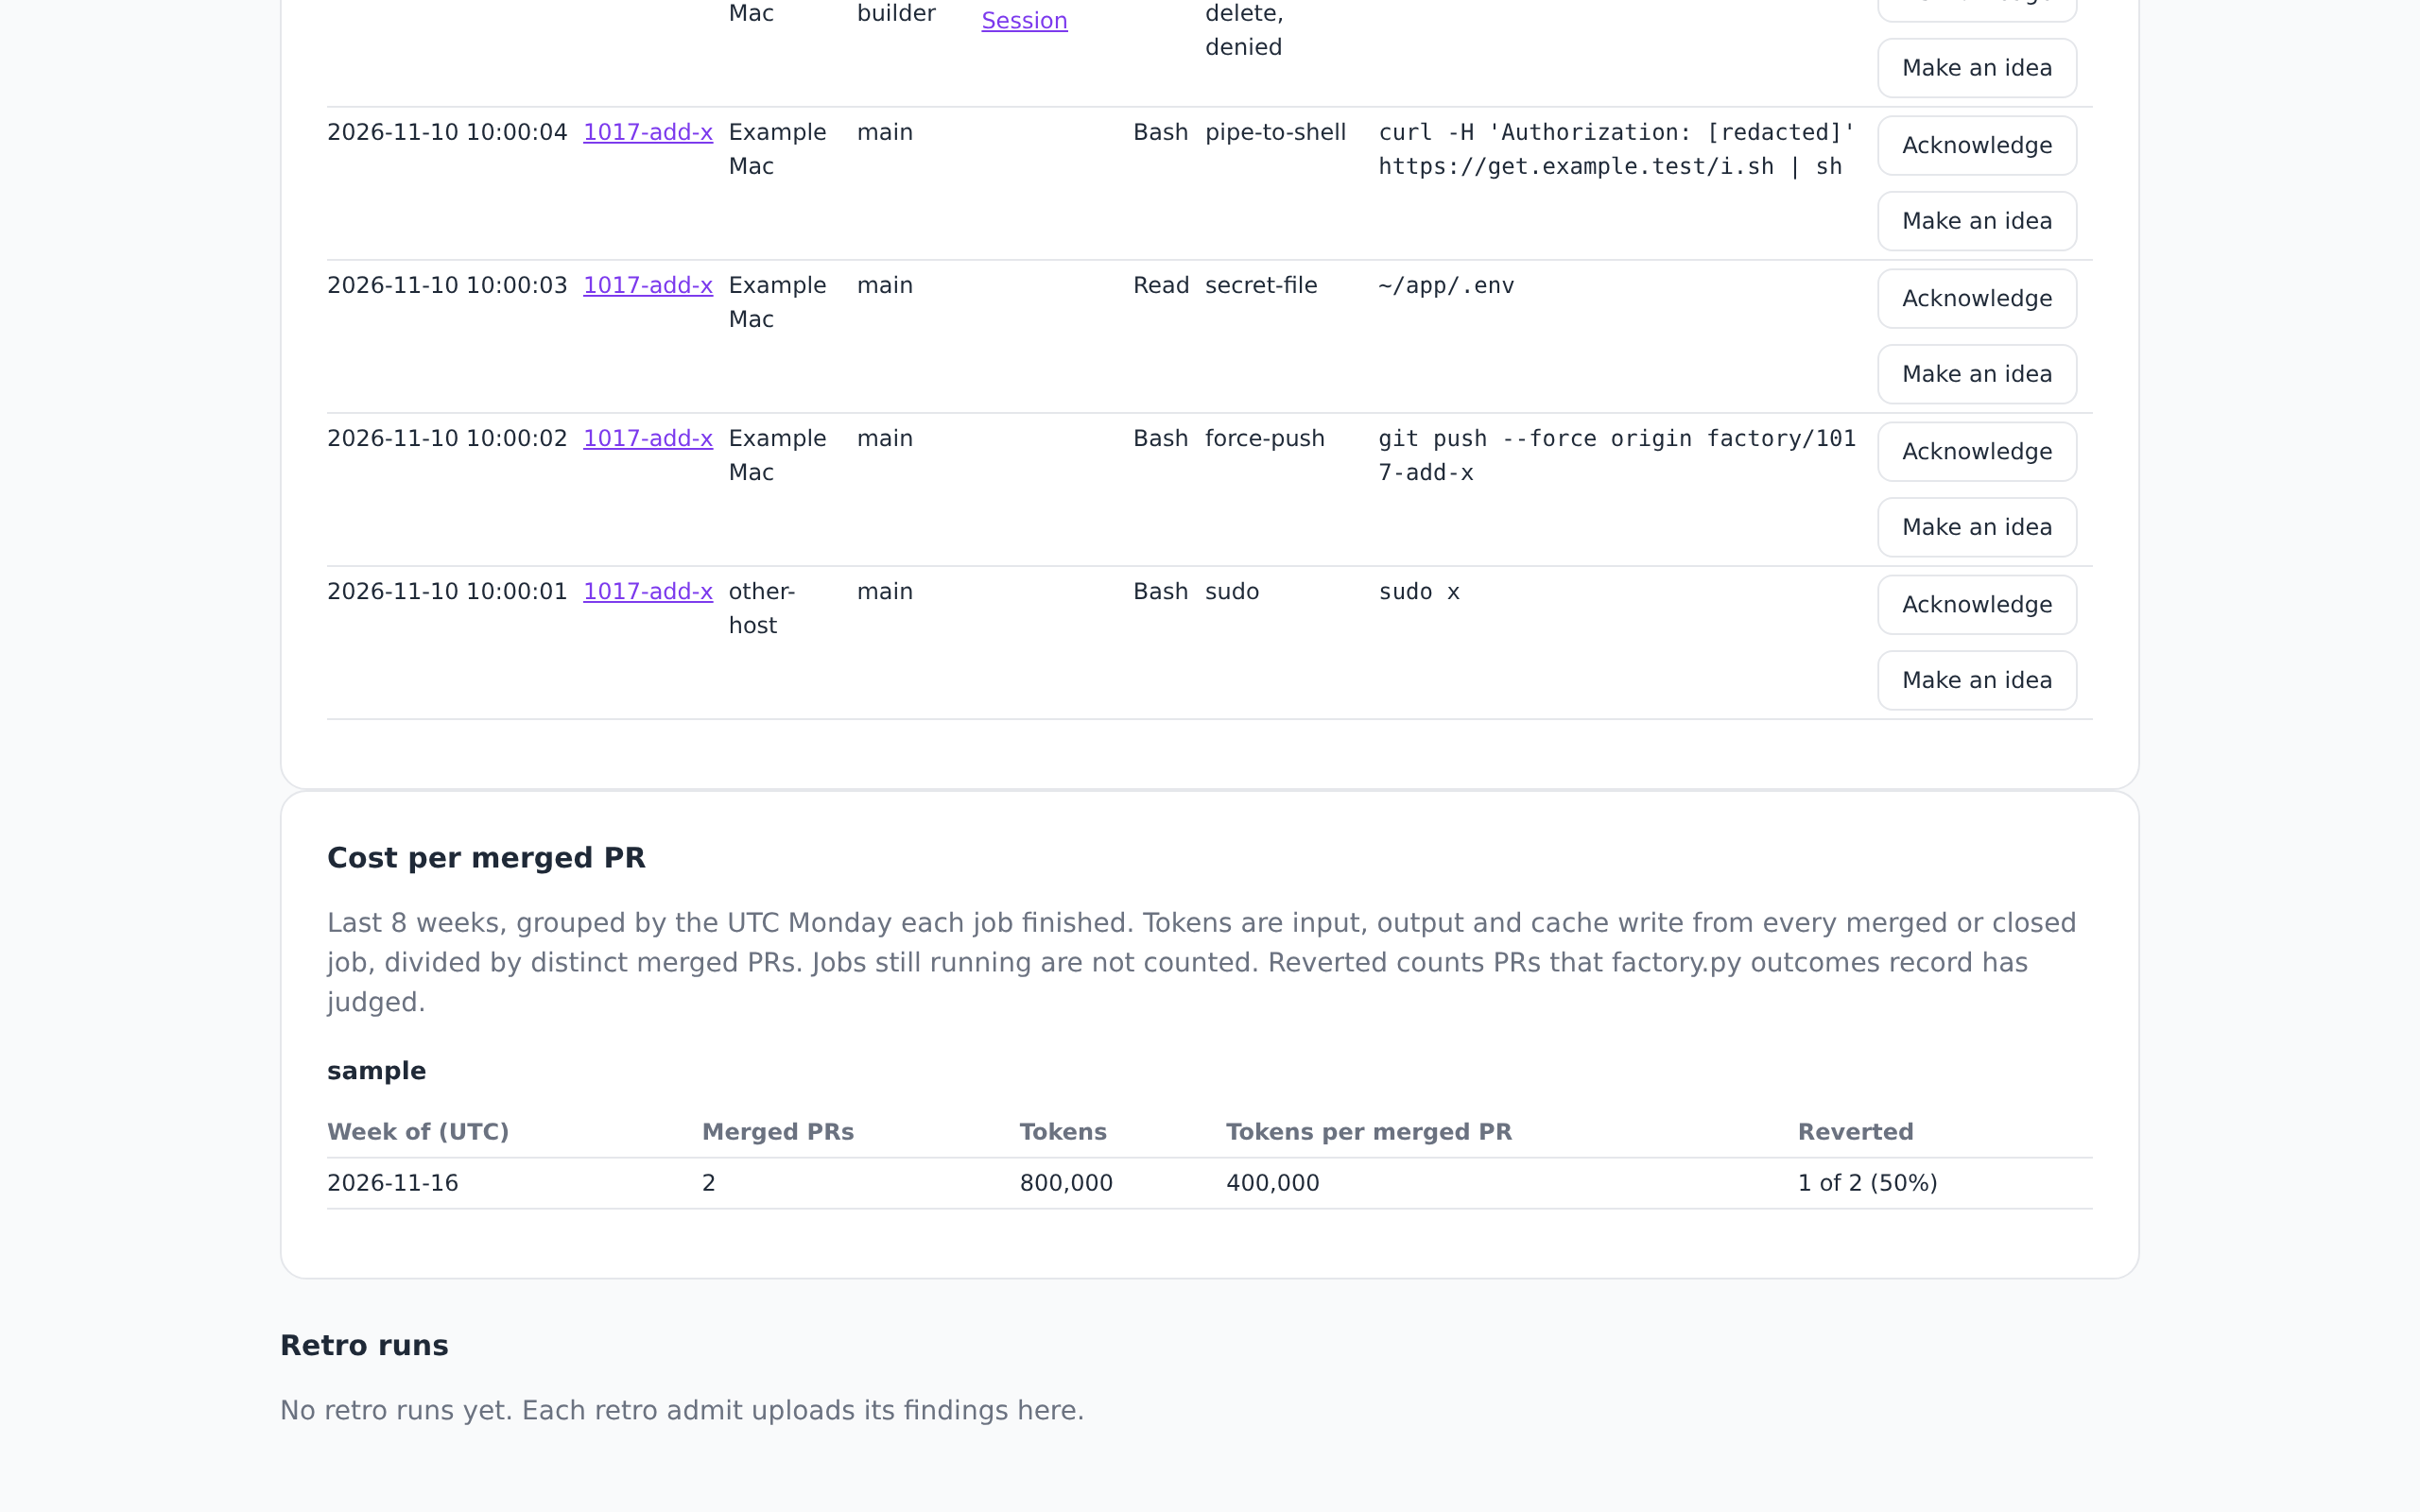 Mac builder Session delete,
denied
Make an idea
2026-11-10 10:00:04 1017-add-x Example main Bash pipe-to-shell curl -H 'Authorization: [redacted]' Acknowledge
Mac https://get.example.test/i.sh | sh
Make an idea
2026-11-10 10:00:03 1017-add-x Example main Read secret-file ~/app/.env Acknowledge
Mac
Make an idea
2026-11-10 10:00:02 1017-add-x Example main Bash force-push git push --force origin factory/101 Acknowledge
Mac 7-add-x
Make an idea
2026-11-10 10:00:01 1017-add-x other- main Bash sudo sudo x Acknowledge
host
Make an idea
Cost per merged PR
Last 8 weeks, grouped by the UTC Monday each job finished. Tokens are input, output and cache write from every merged or closed
job, divided by distinct merged PRs. Jobs still running are not counted. Reverted counts PRs that factory.py outcomes record has
judged.
sample
Week of (UTC) Merged PRs Tokens Tokens per merged PR Reverted
2026-11-16 2 800,000 400,000 1 of 2 (50%)
Retro runs
No retro runs yet. Each retro admit uploads its findings here.